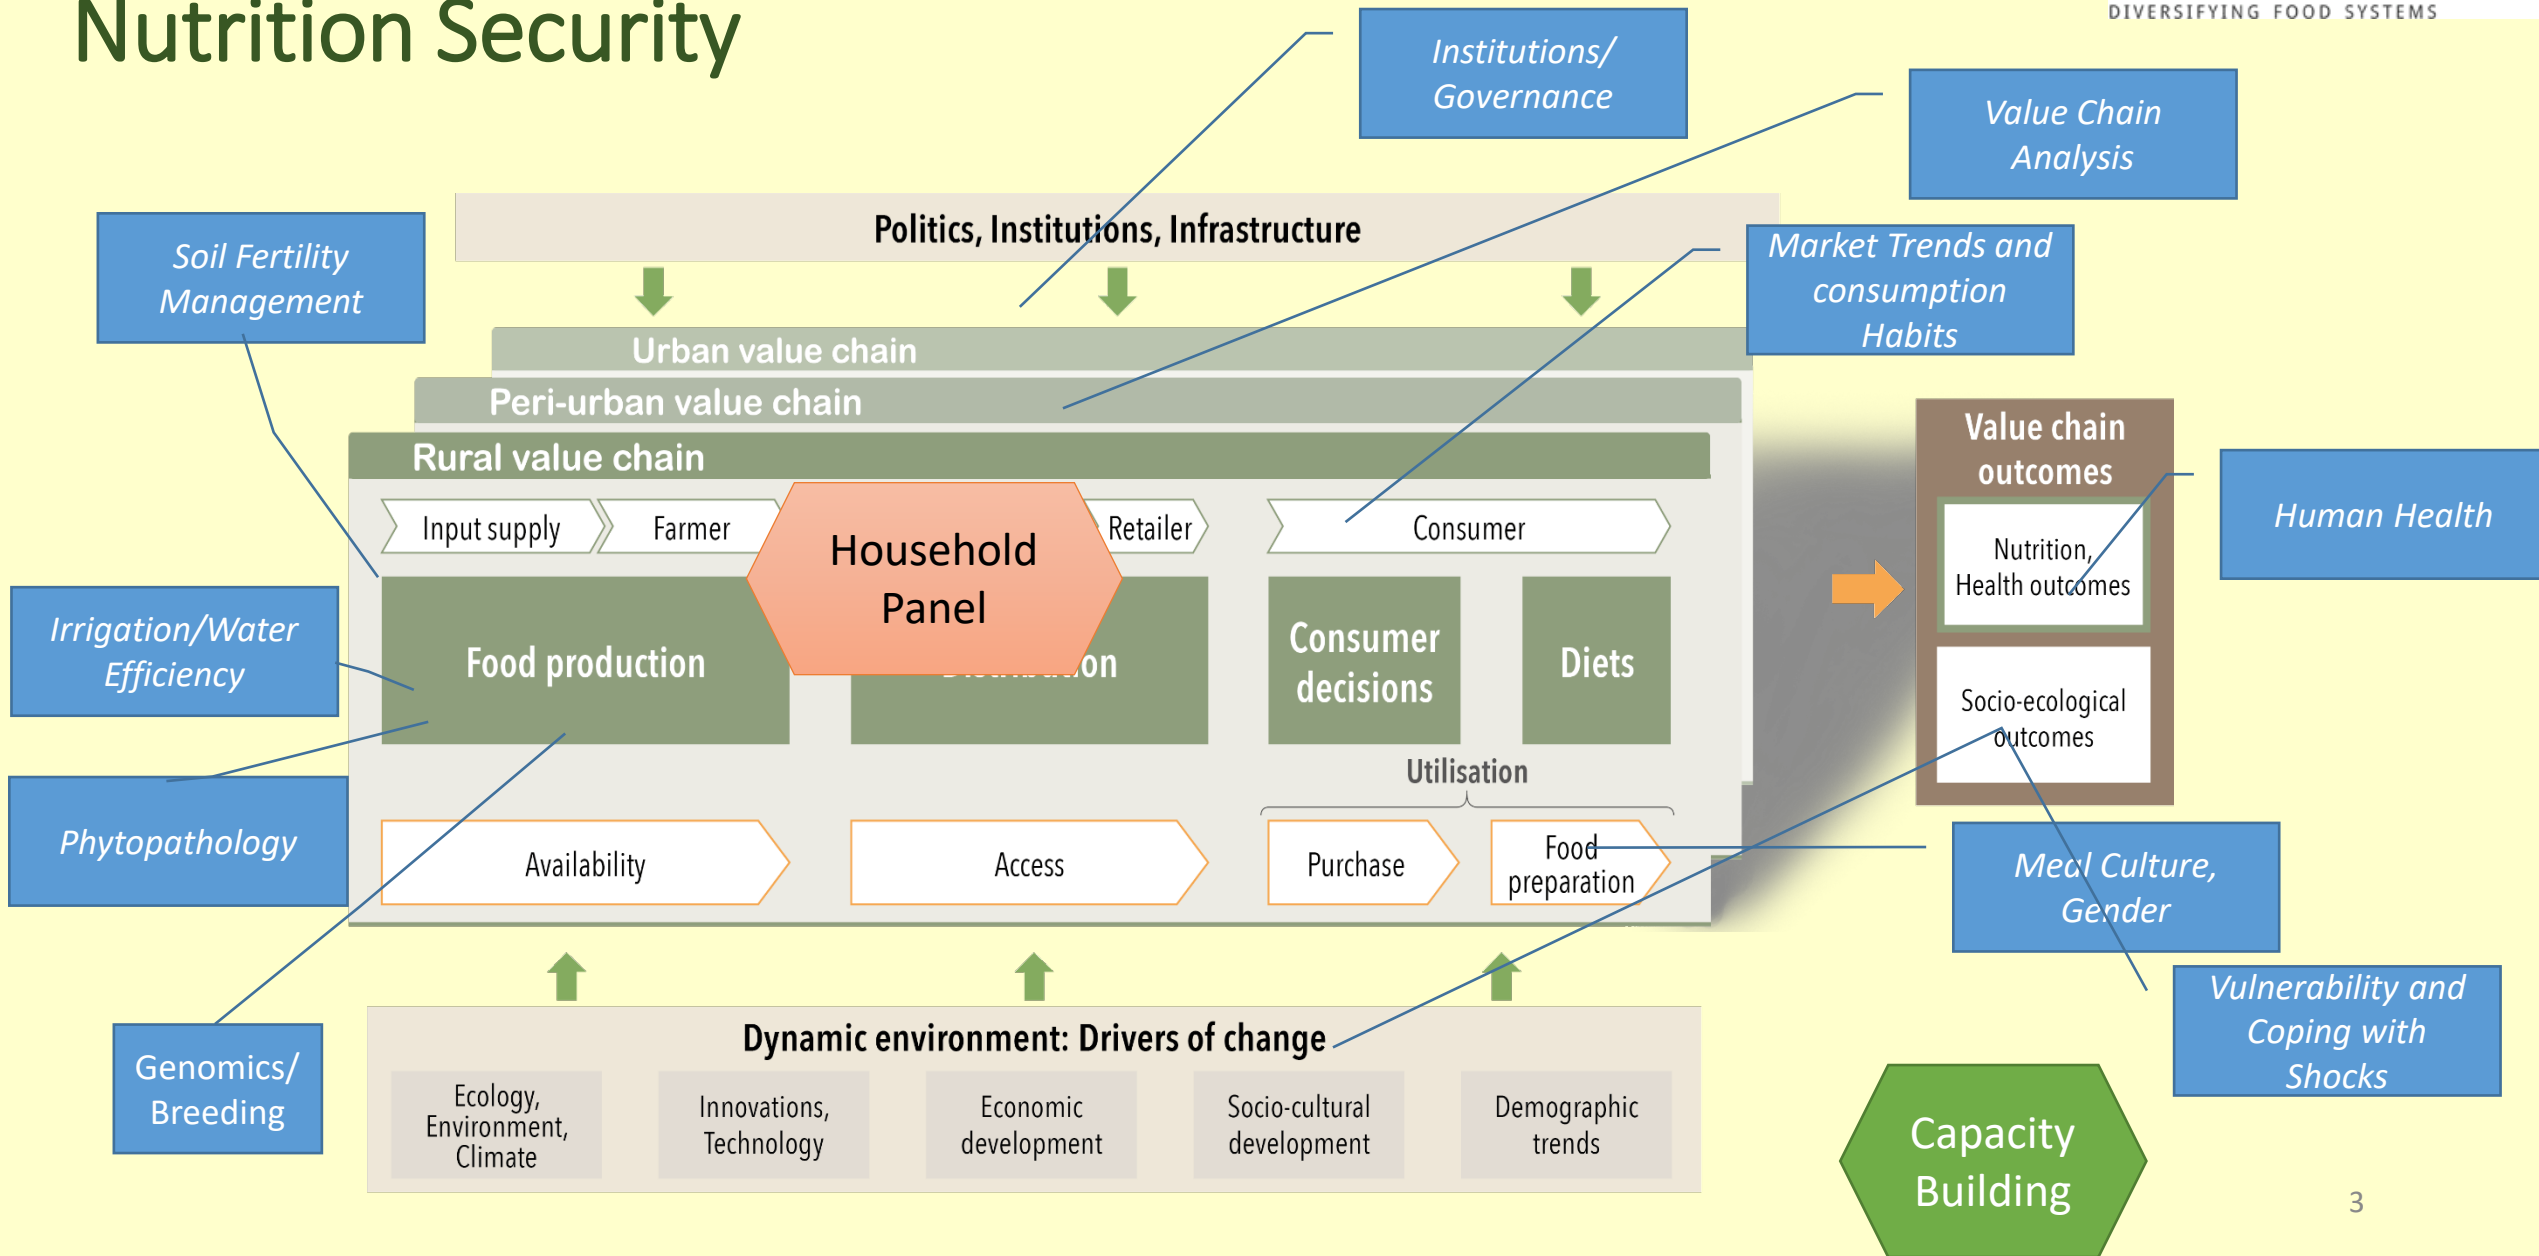 Nutrition Security
DIVERSIFYING FOOD SYSTEMS
Institutions/
Governance
Value Chain
Analysis
Politics, Institutions, Infrastructure
Soil Fertility
Management
Market Trends and
consumption
Habits
Urban value chain
Peri-urban value chain
Rural value chain
Input supply
Farmer
Household
Panel
Retailer
Consumer
Value chain
outcomes
Nutrition,
Health outcomes
Human Health
Irrigation/Water
Efficiency
Food production
Consumer
decisions
Diets
Socio-ecological
outcomes
Utilisation
Phytopathology
Availability
Access
Purchase
Food
preparation
Meal Culture,
Gender
Vulnerability and
Coping with
Shocks
Genomics/
Breeding
Dynamic environment: Drivers of change
Ecology,
Environment,
Climate
Innovations,
Technology
Economic
development
Socio-cultural
development
Demographic
trends
Capacity
Building
3